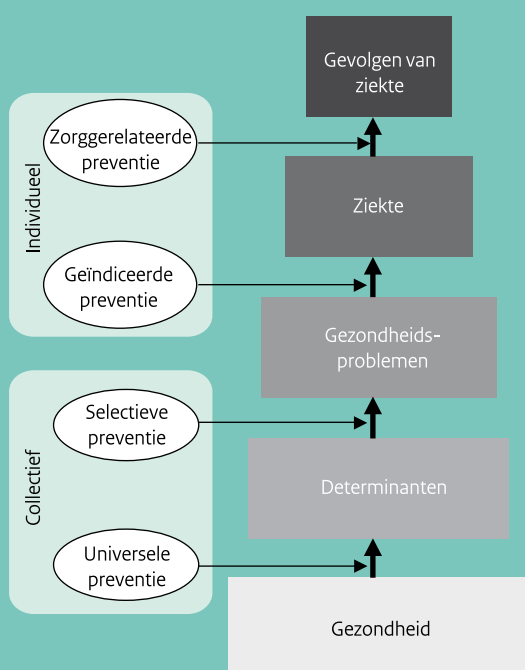 Gevolgen van
ziekte
Zorggerelateerde
preventie
Individueel
Ziekte
Geïndiceerde
preventie
Gezondheids-
problemen
Selectieve
preventie
Collectief
Determinanten
Universele
preventie
Gezondheid